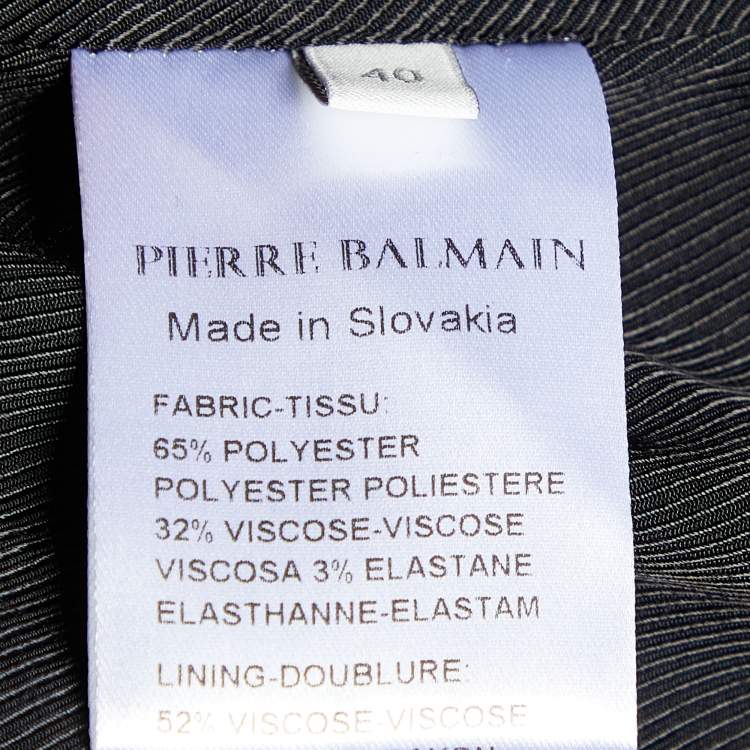 40
PIERRE BALMAIN
Made in Slovakia
FABRIC-TISSU:
65% POLYESTER
POLYESTER POLIESTERE
32% VISCOSE-VISCOSE
VISCOSA 3% ELASTANE
ELASTHANNE-ELASTAM
LINING-DOUBLURE:
52% VISCOSE-VISCOSE